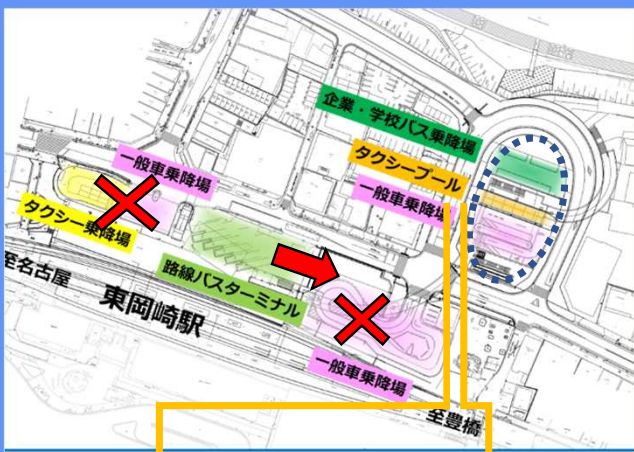 企業・学校バス乗降場
タクシープール
一般車乗降場
一般車乗降場
タクシー乗降場
路線バスターミナル
至名古屋
東岡崎駅
一般車乗降場
至豊橋